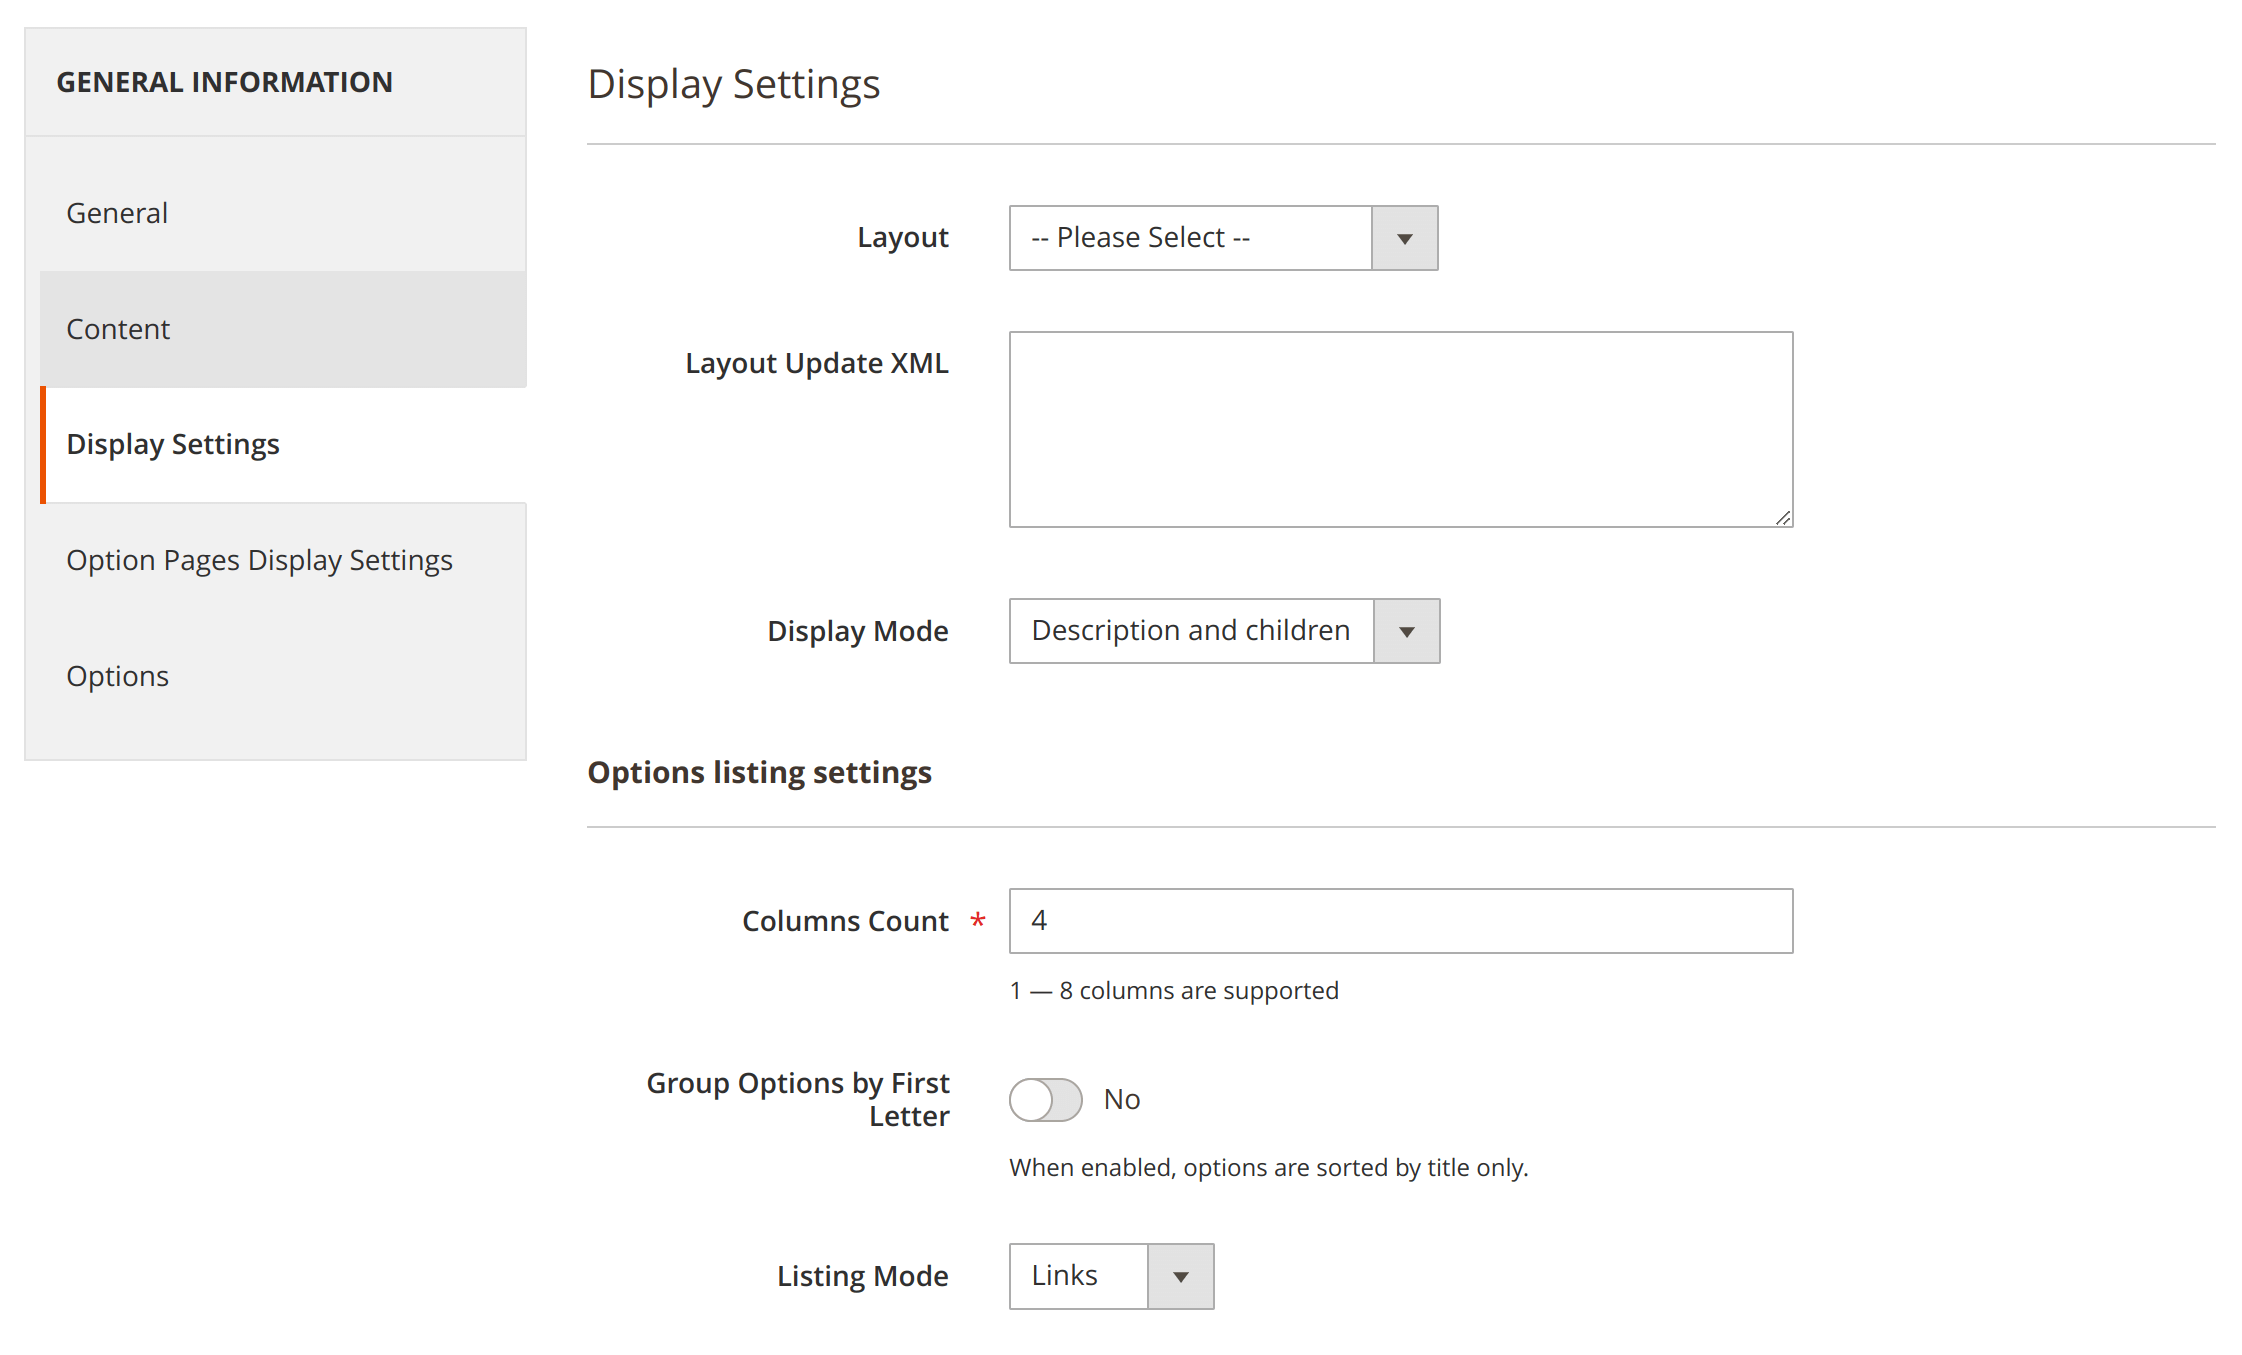 GENERAL INFORMATION
General
Content
Display Settings
Option Pages Display Settings
Options
Display Settings
Layout
-- Please Select --
Layout Update XML
Display Mode
Description and children
Options listing settings
Columns Count *
4
1 — 8 columns are supported
Group Options by First
Letter
No
When enabled, options are sorted by title only.
Listing Mode
Links